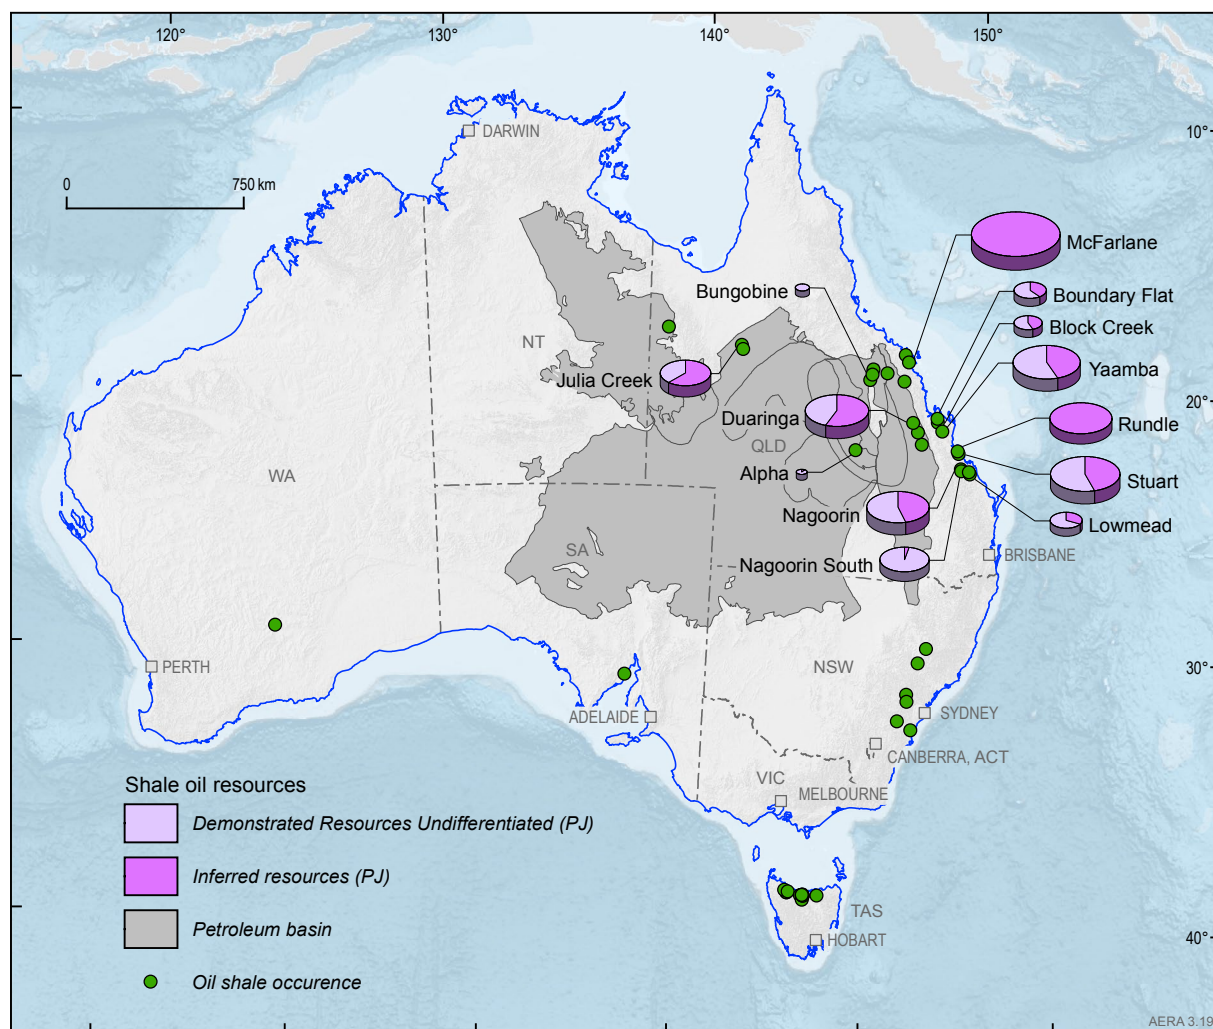 120°
130°
140°
150°
DARWIN
10°
0
750 km
McFarlane
Bungobine
Boundary Flat
Block Creek
NT
Julia Creek
Yaamba
20°
Duaringa
Rundle
QLD
WA
Alpha
Stuart
Nagoorin
Lowmead
SA
Nagoorin South
BRISBANE
PERTH
NSW
30°
ADELAIDE
SYDNEY
CANBERRA, ACT
VIC
MELBOURNE
Shale oil resources
Demonstrated Resources Undifferentiated (PJ)
Inferred resources (PJ)
Petroleum basin
TAS
HOBART
40°
Oil shale occurence
AERA 3.19